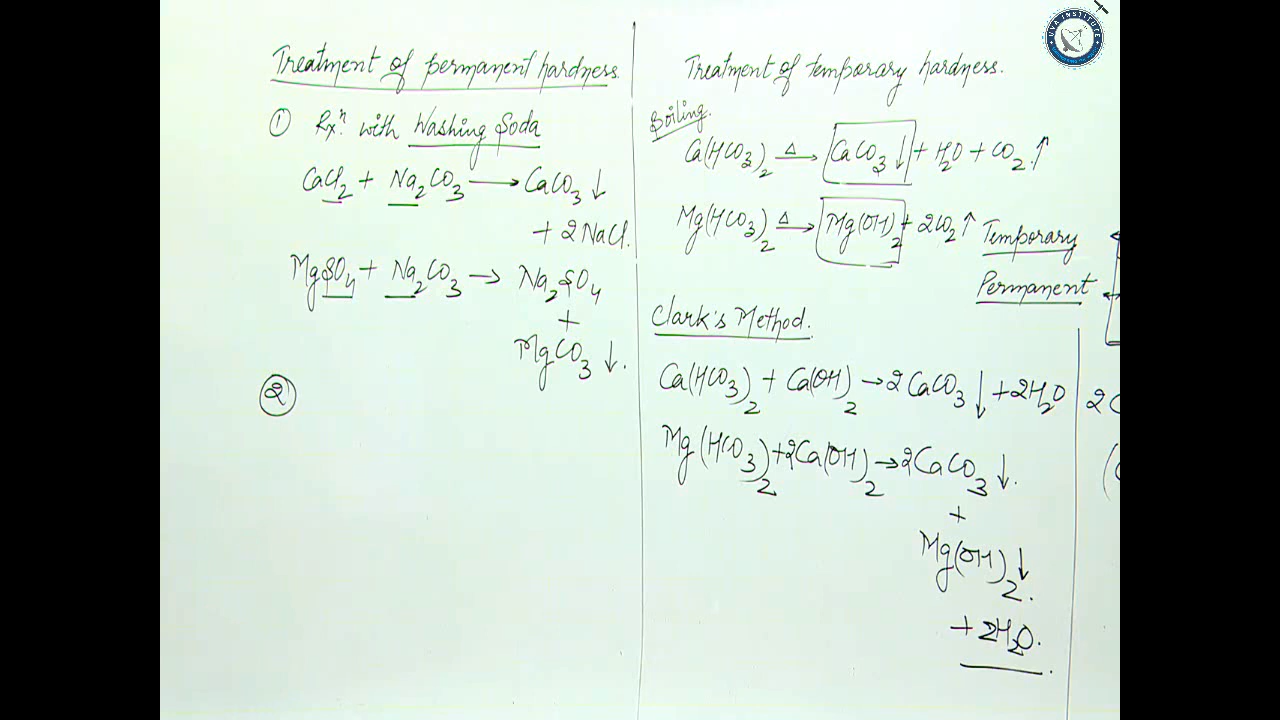 Treatment of permanent hardness.
① Rxⁿ. with Washing Soda
CaCl₂ + Na₂CO₃ → CaCO₃ ↓
+ 2NaCl.
MgSO₄ + Na₂CO₃ → Na₂SO₄
+
MgCO₃ ↓.
②
Treatment of temporary hardness.
Boiling.
Ca(HCO₃)₂ △→ CaCO₃ ↓ + H₂O + CO₂ ↑
Mg(HCO₃)₂ △→ Mg(OH)₂ + 2CO₂ ↑
Temporary
Permanent
Clark's Method.
Ca(HCO₃)₂ + Ca(OH)₂ → 2CaCO₃ ↓ + 2H₂O
Mg(HCO₃)₂ + 2Ca(OH)₂ → 2CaCO₃ ↓.
+
Mg(OH)₂ ↓.
+ 2H₂O.
2C
(
UVA INSTITUTE